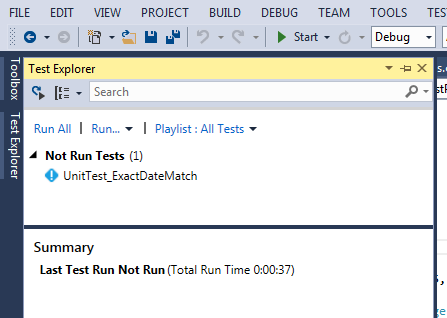 FILE EDIT VIEW PROJECT BUILD DEBUG TEAM TOOLS
Start Debug
Toolbox
Test Explorer
Test Explorer
Search
Run All Run... Playlist : All Tests
Not Run Tests (1)
UnitTest_ExactDateMatch
Summary
Last Test Run Not Run (Total Run Time 0:00:37)